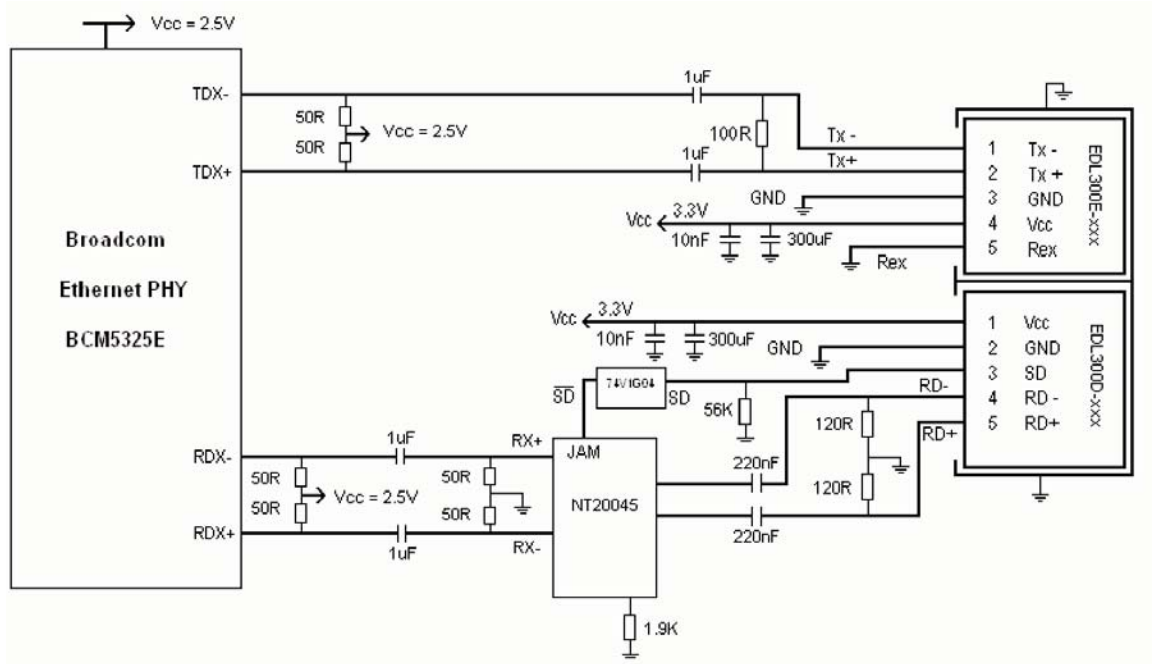 Vcc = 2.5V
TDX-
50R
50R
Vcc = 2.5V
TDX+
1uF
1uF
100R
Tx -
Tx+
GND
Vcc
3.3V
10nF
300uF
Rex
1 Tx -
2 Tx +
3 GND
4 Vcc
5 Rex
EDL300E-xxx
Broadcom
Ethernet PHY
BCM5325E
Vcc
3.3V
10nF
300uF
GND
1 Vcc
2 GND
3 SD
4 RD -
5 RD+
EDL300D-xxx
SD
74V1G04
SD
56K
RD-
RD+
120R
120R
220nF
220nF
RDX-
50R
50R
Vcc = 2.5V
RDX+
1uF
1uF
50R
50R
RX+
RX-
JAM
NT20045
1.9K